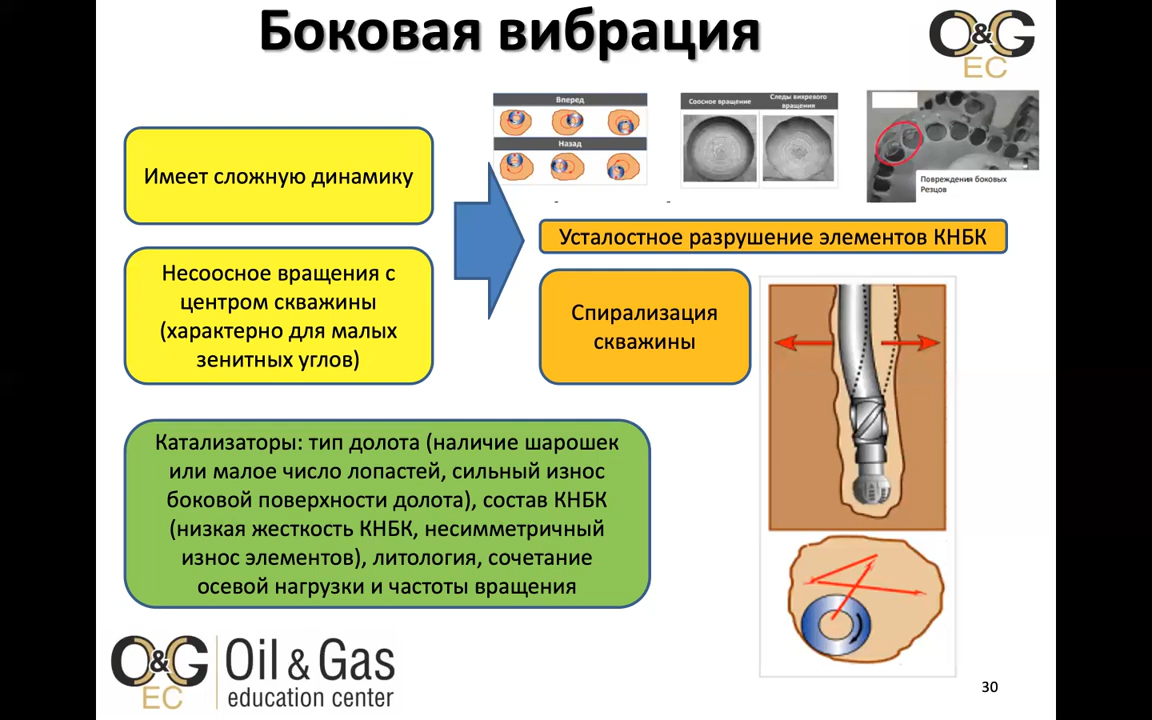 Боковая вибрация
O&G
EC
Вперед
Назад
Соосное вращение
Следы вихревого
вращения
Повреждения боковых
Резцов
Имеет сложную динамику
Усталостное разрушение элементов КНБК
Несоосное вращения с
центром скважины
(характерно для малых
зенитных углов)
Спирализация
скважины
Катализаторы: тип долота (наличие шарошек
или малое число лопастей, сильный износ
боковой поверхности долота), состав КНБК
(низкая жесткость КНБК, несимметричный
износ элементов), литология, сочетание
осевой нагрузки и частоты вращения
O&G
EC
Oil & Gas
education center
30